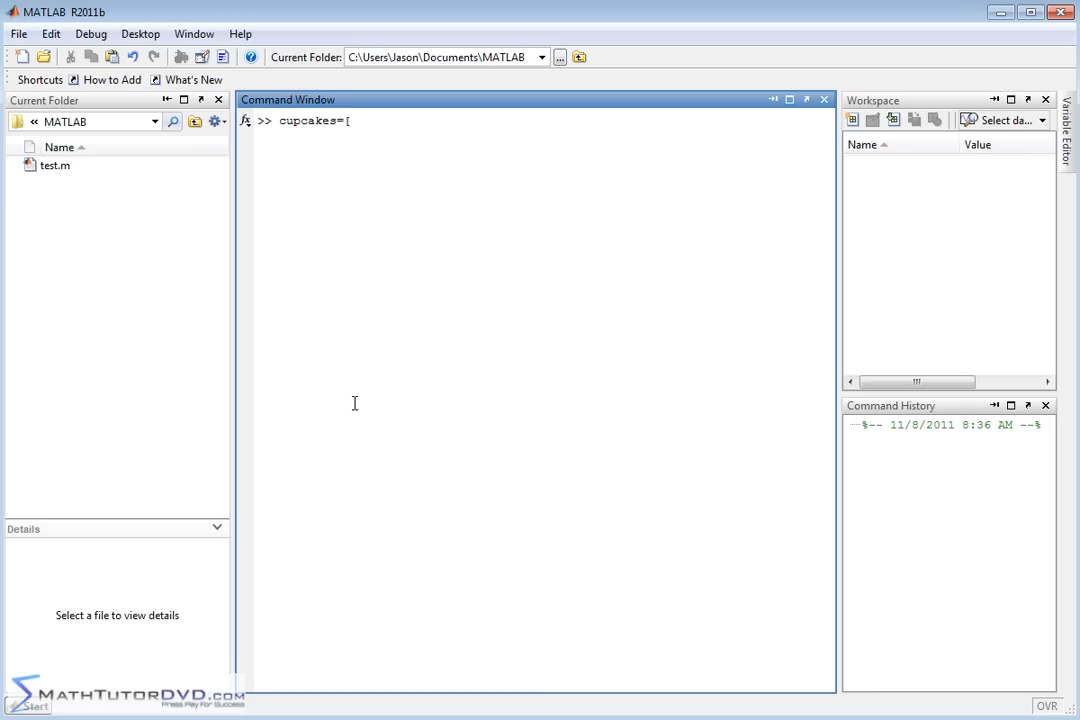 MATLAB R2011b
File Edit Debug Desktop Window Help
Current Folder: C:\Users\Jason\Documents\MATLAB ...
Shortcuts How to Add What's New
Current Folder
« MATLAB
Name
test.m
Details
Select a file to view details
Command Window
fx >> cupcakes=[
Workspace
Select da...
Name Value
Variable Editor
Command History
%-- 11/8/2011 8:36 AM --%
MATHTUTORDVD.COM
Press Play For Success
Start
OVR